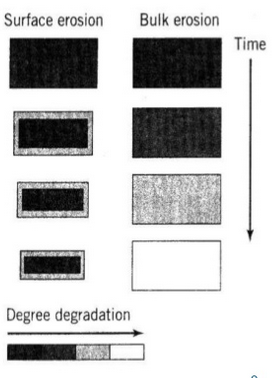 Surface erosion
Bulk erosion
Time
Degree degradation